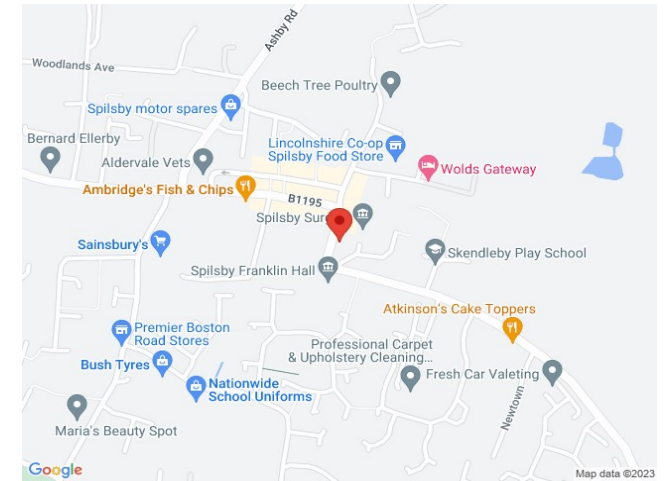 Ashby Rd
Woodlands Ave
Beech Tree Poultry
Spilsby motor spares
Bernard Ellerby
Lincolnshire Co-op
Spilsby Food Store
Aldervale Vets
Wolds Gateway
Ambridge's Fish & Chips
B1195
Spilsby
Sainsbury's
Skendleby Play School
Spilsby Franklin Hall
Atkinson's Cake Toppers
Premier Boston
Road Stores
Professional Carpet
& Upholstery Cleaning...
Bush Tyres
Fresh Car Valeting
Nationwide
School Uniforms
Newtown
Maria's Beauty Spot
Google
Map data ©2023